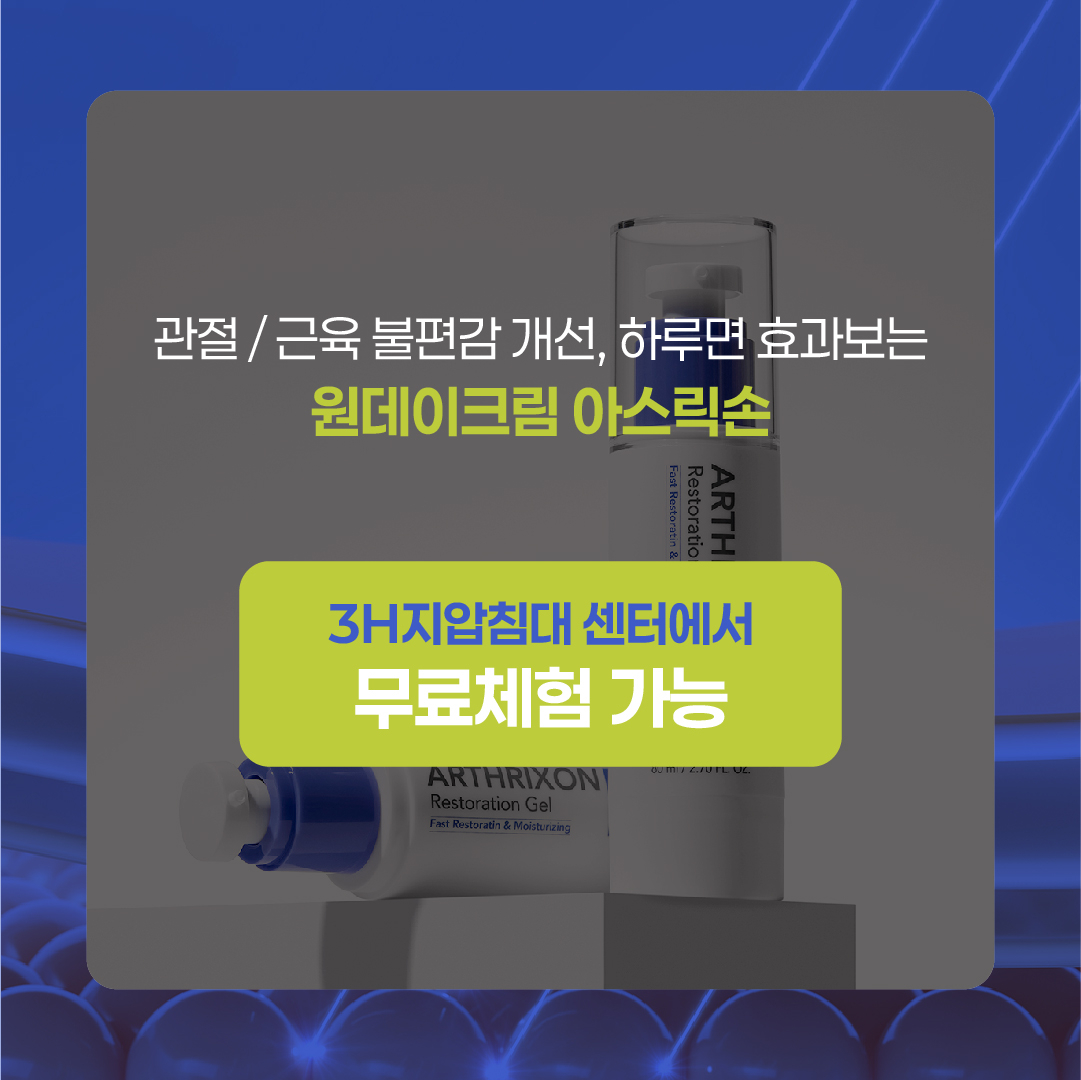 관절 / 근육 불편감 개선, 하루면 효과보는
원데이크림 아스릭손
ARTH
Restoratio
Fast Restoratin &
3H지압침대 센터에서
무료체험 가능
80 ml / 2.70 FL OZ.
ARTHRIXON
Restoration Gel
Fast Restoratin & Moisturizing